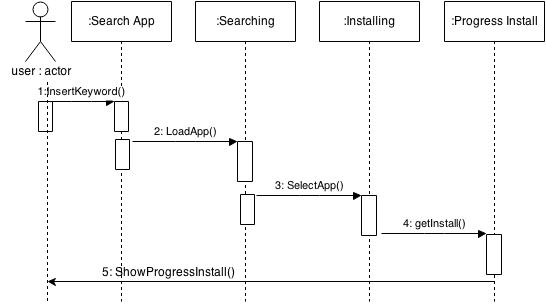 :Search App
:Searching
:Installing
:Progress Install
user : actor
1:InsertKeyword()
2: LoadApp()
3: SelectApp()
4: getInstall()
5: ShowProgressInstall()